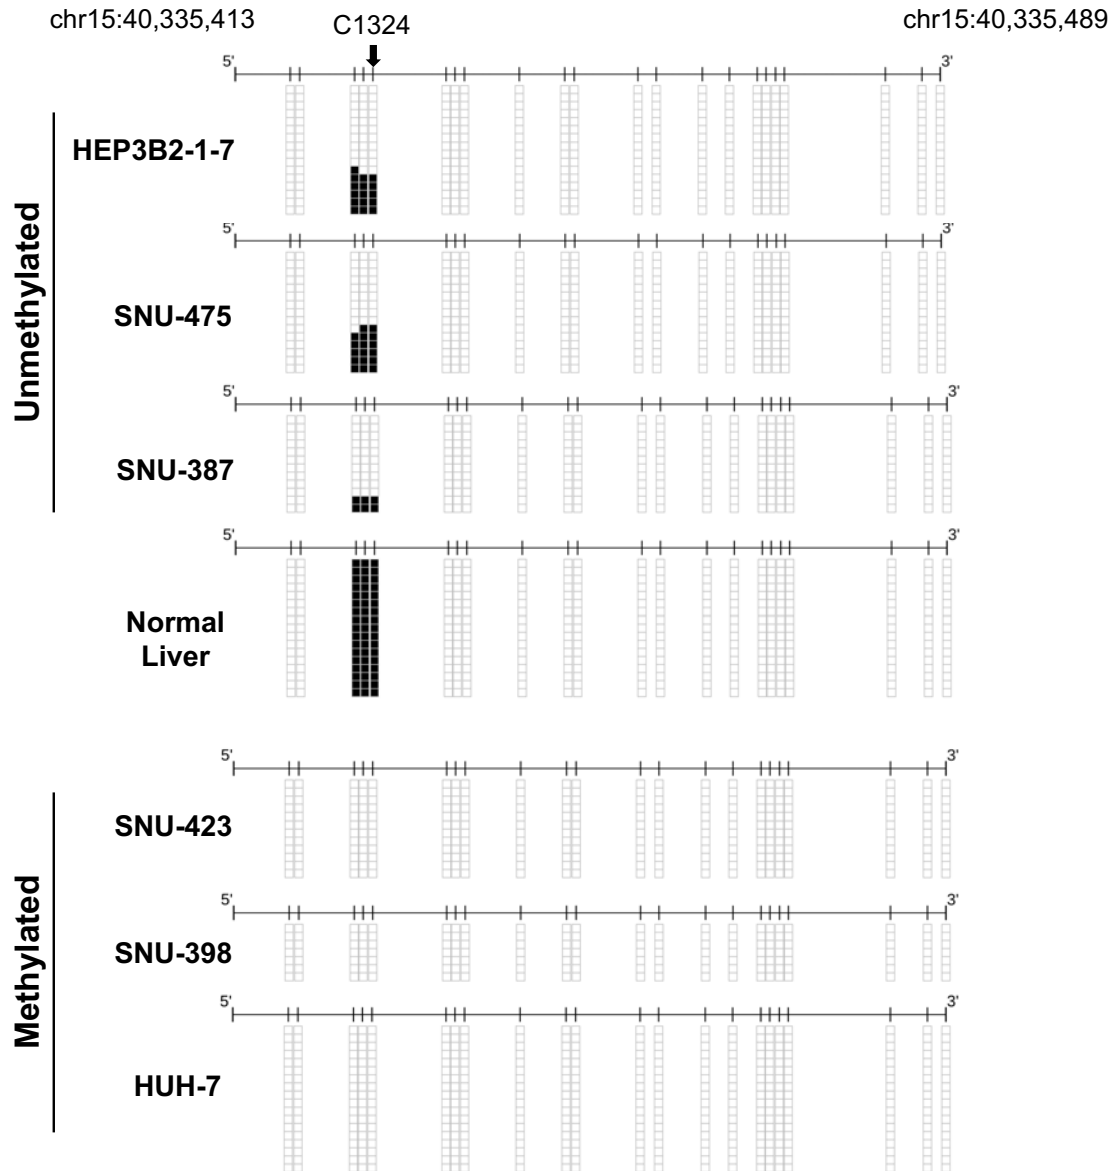 chr15:40,335,413
C1324
chr15:40,335,489
5'
3'
HEP3B2-1-7
5'
3'
SNU-475
5'
3'
SNU-387
Unmethylated
5'
3'
Normal
Liver
5'
3'
SNU-423
5'
3'
SNU-398
5'
3'
HUH-7
Methylated